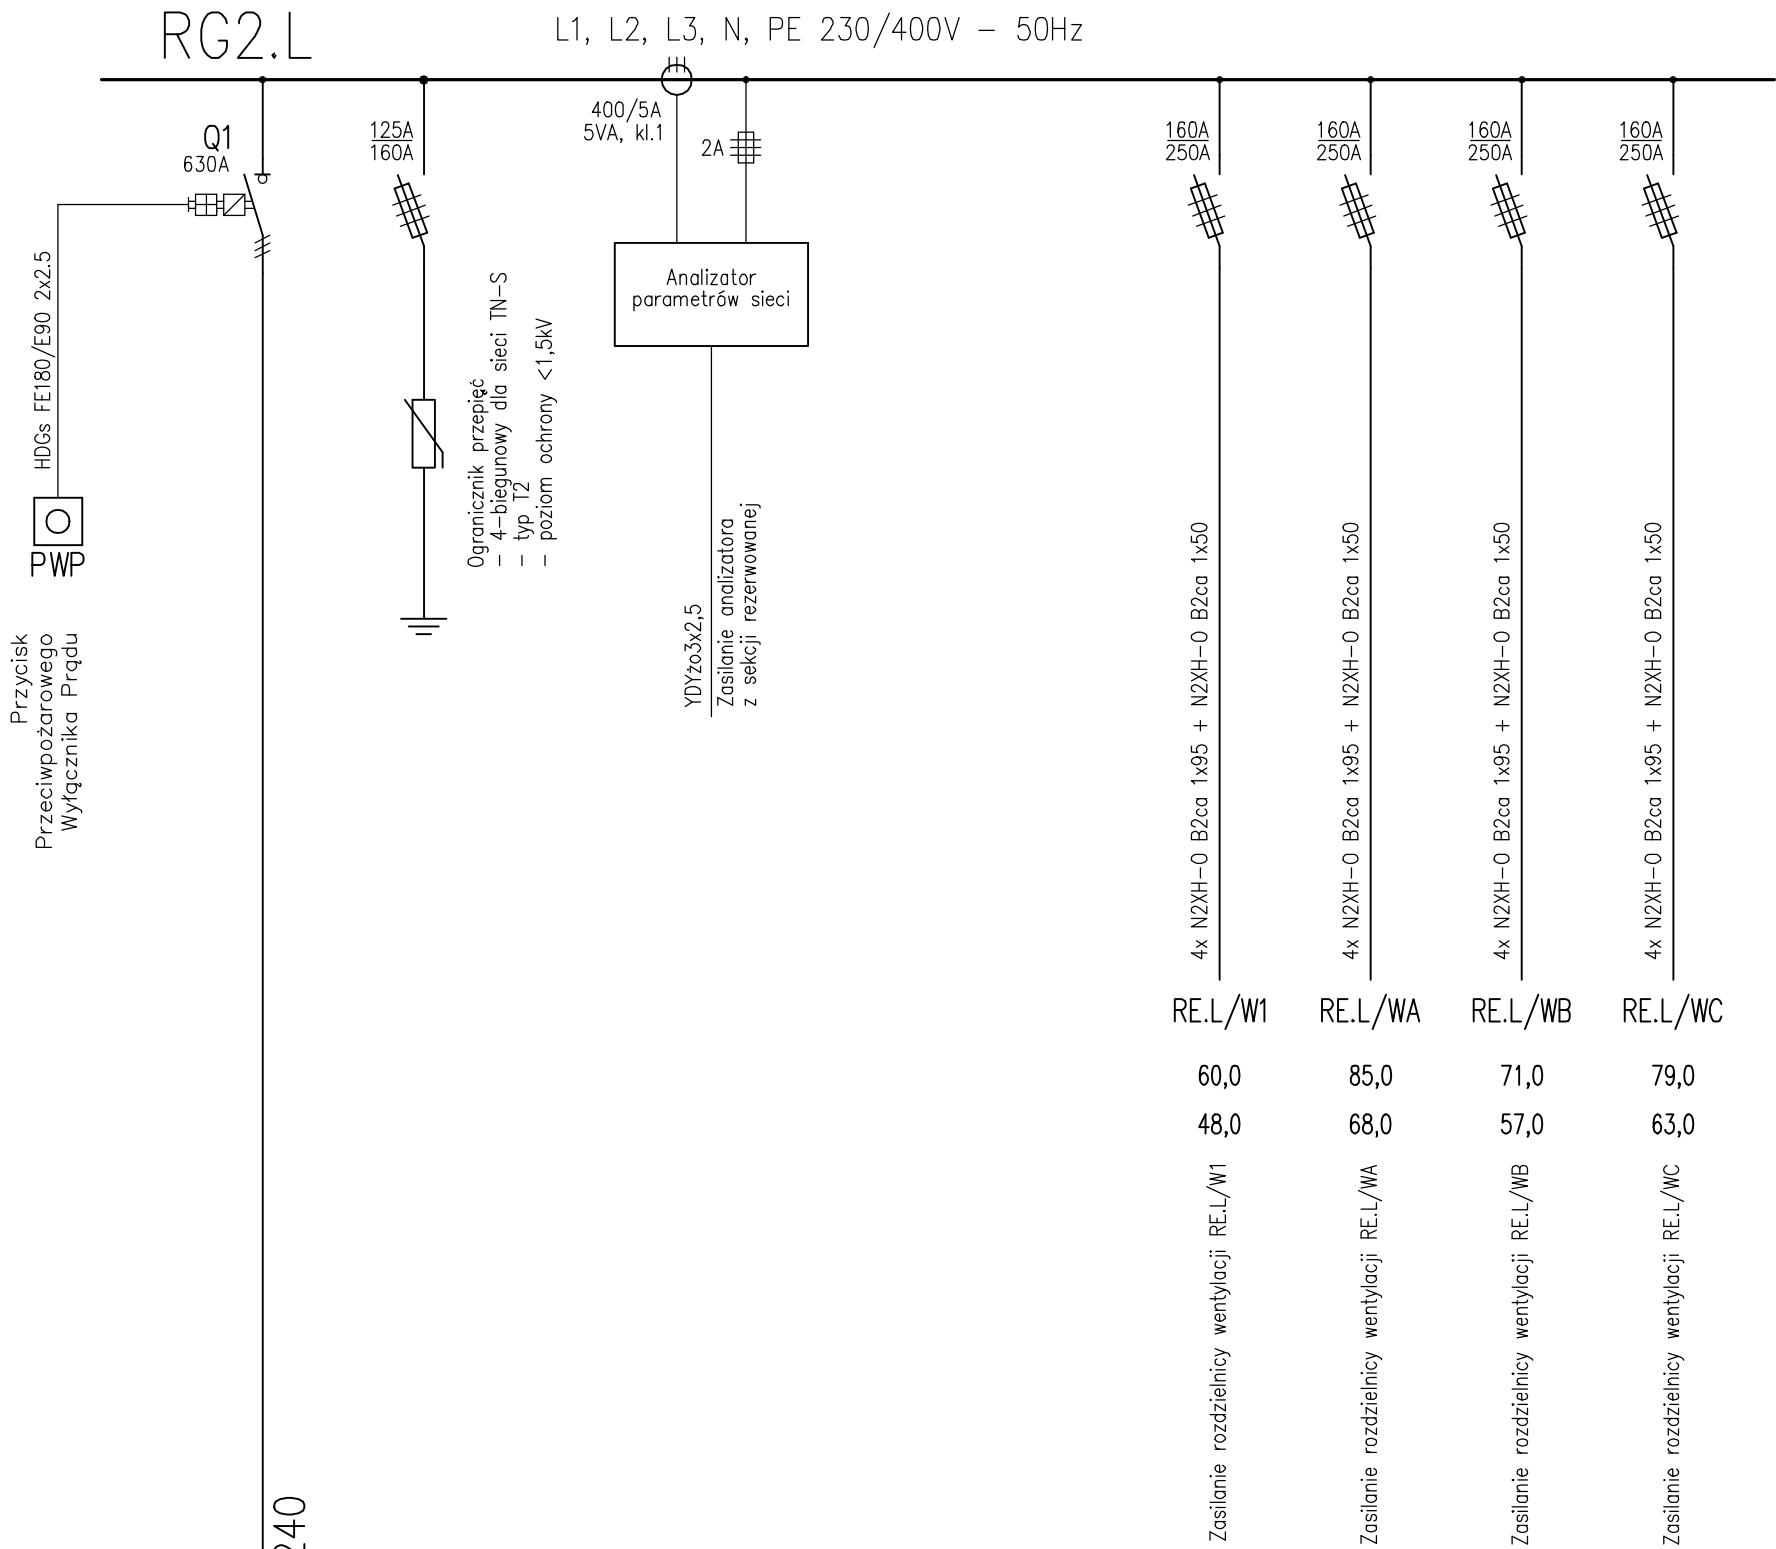 RG2.L
L1, L2, L3, N, PE 230/400V – 50Hz
Q1
630A
125A
160A
400/5A
5VA, kl.1
2A
160A
250A
160A
250A
160A
250A
160A
250A
Analizator
parametrów sieci
HDGs FE180/E90 2x2.5
PWP
Przycisk
Przeciwpożarowego
Wyłącznika Prądu
Ogranicznik przepięć
– 4–biegunowy dla sieci TN–S
– typ T2
– poziom ochrony <1,5kV
YDYżo3x2,5
Zasilanie analizatora
z sekcji rezerwowanej
4x N2XH–O B2ca 1x95 + N2XH–O B2ca 1x50
4x N2XH–O B2ca 1x95 + N2XH–O B2ca 1x50
4x N2XH–O B2ca 1x95 + N2XH–O B2ca 1x50
4x N2XH–O B2ca 1x95 + N2XH–O B2ca 1x50
RE.L/W1 RE.L/WA RE.L/WB RE.L/WC
60,0 85,0 71,0 79,0
48,0 68,0 57,0 63,0
Zasilanie rozdzielnicy wentylacji RE.L/W1
Zasilanie rozdzielnicy wentylacji RE.L/WA
Zasilanie rozdzielnicy wentylacji RE.L/WB
Zasilanie rozdzielnicy wentylacji RE.L/WC
240